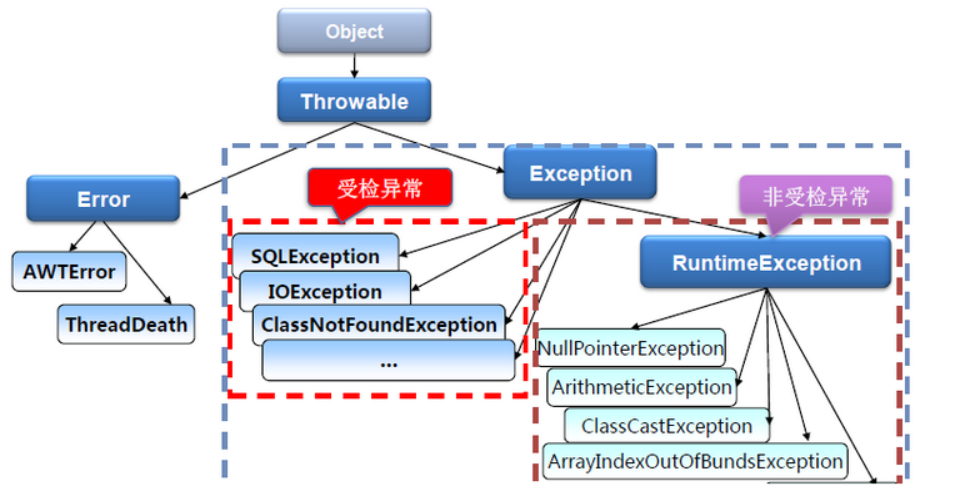 Object
Throwable
Exception
受检异常
Error
非受检异常
SQLException
RuntimeException
AWTError
IOException
ThreadDeath
ClassNotFoundException
NullPointerException
...
ArithmeticException
ClassCastException
ArrayIndexOutOfBundsException